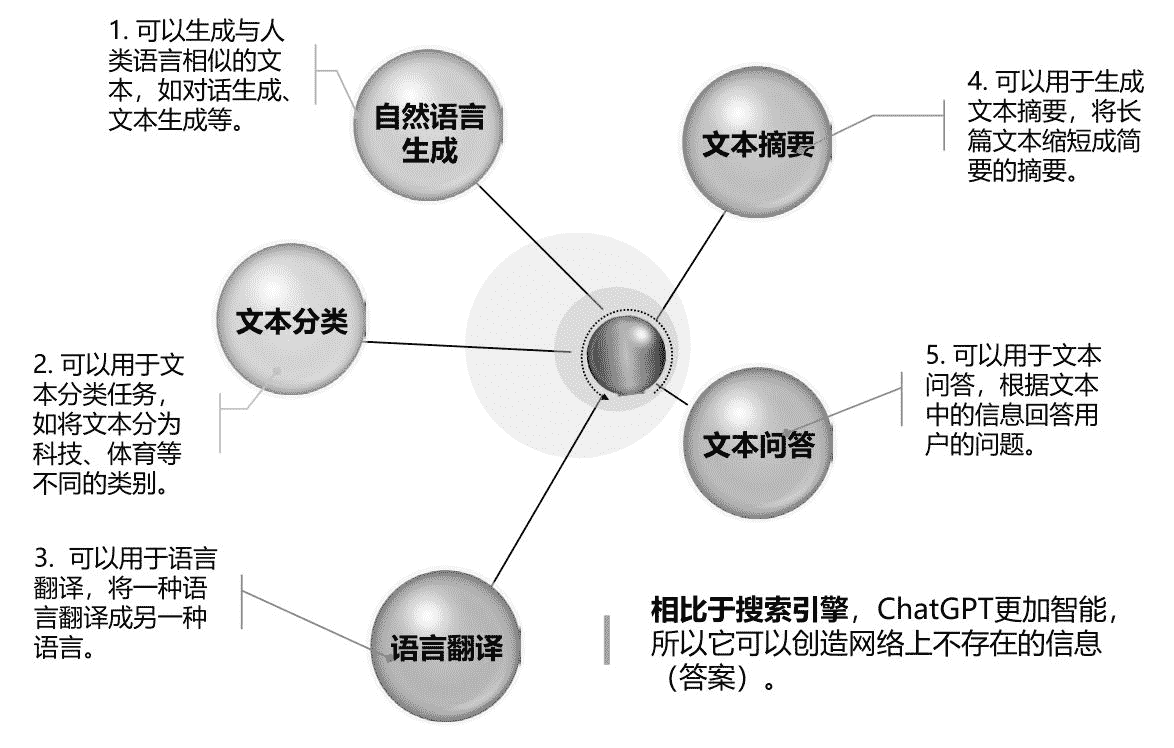 1. 可以生成与人
类语言相似的文
本，如对话生成、
文本生成等。
自然语言
生成
文本摘要
4. 可以用于生成
文本摘要，将长
篇文本缩短成简
要的摘要。
文本分类
2. 可以用于文
本分类任务，
如将文本分为
科技、体育等
不同的类别。
5. 可以用于文本
问答，根据文本
中的信息回答用
户的问题。
文本问答
3. 可以用于语言
翻译，将一种语
言翻译成另一种
语言。
语言翻译
相比于搜索引擎，ChatGPT更加智能，
所以它可以创造网络上不存在的信息
（答案）。